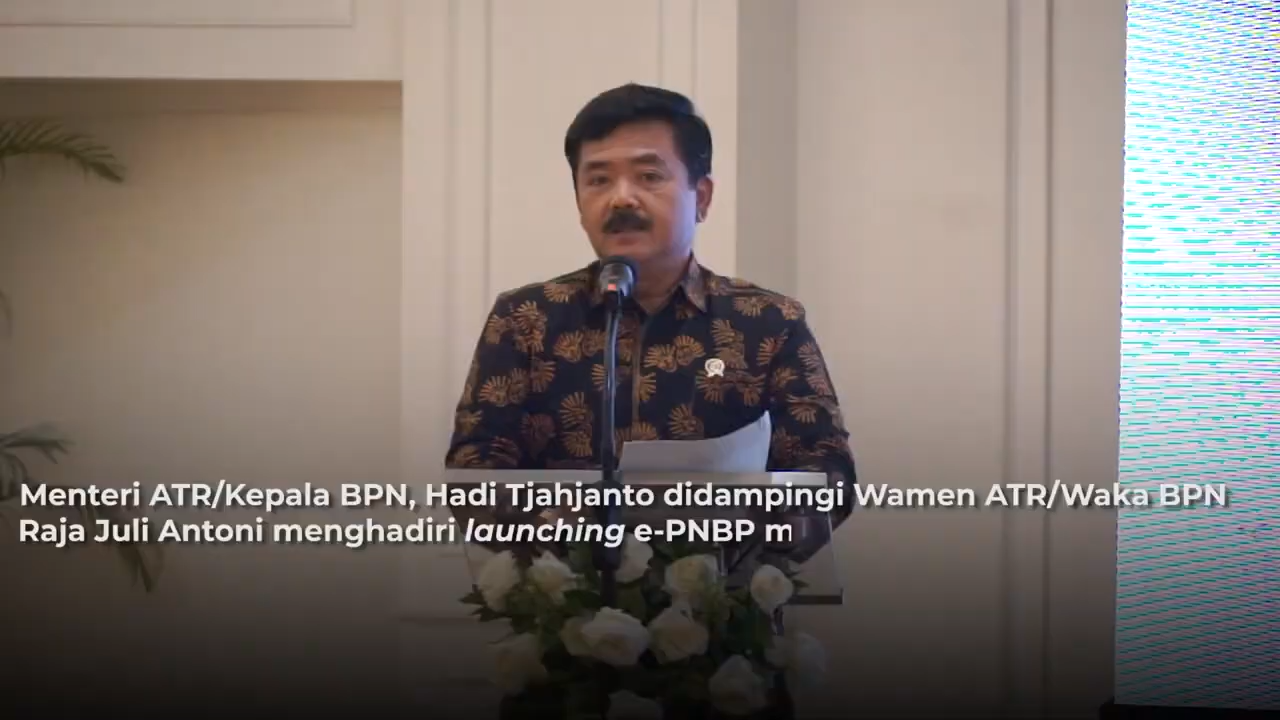 Menteri ATR/Kepala BPN, Hadi Tjahjanto didampingi Wamen ATR/Waka BPN
Raja Juli Antoni menghadiri launching e-PNBP m